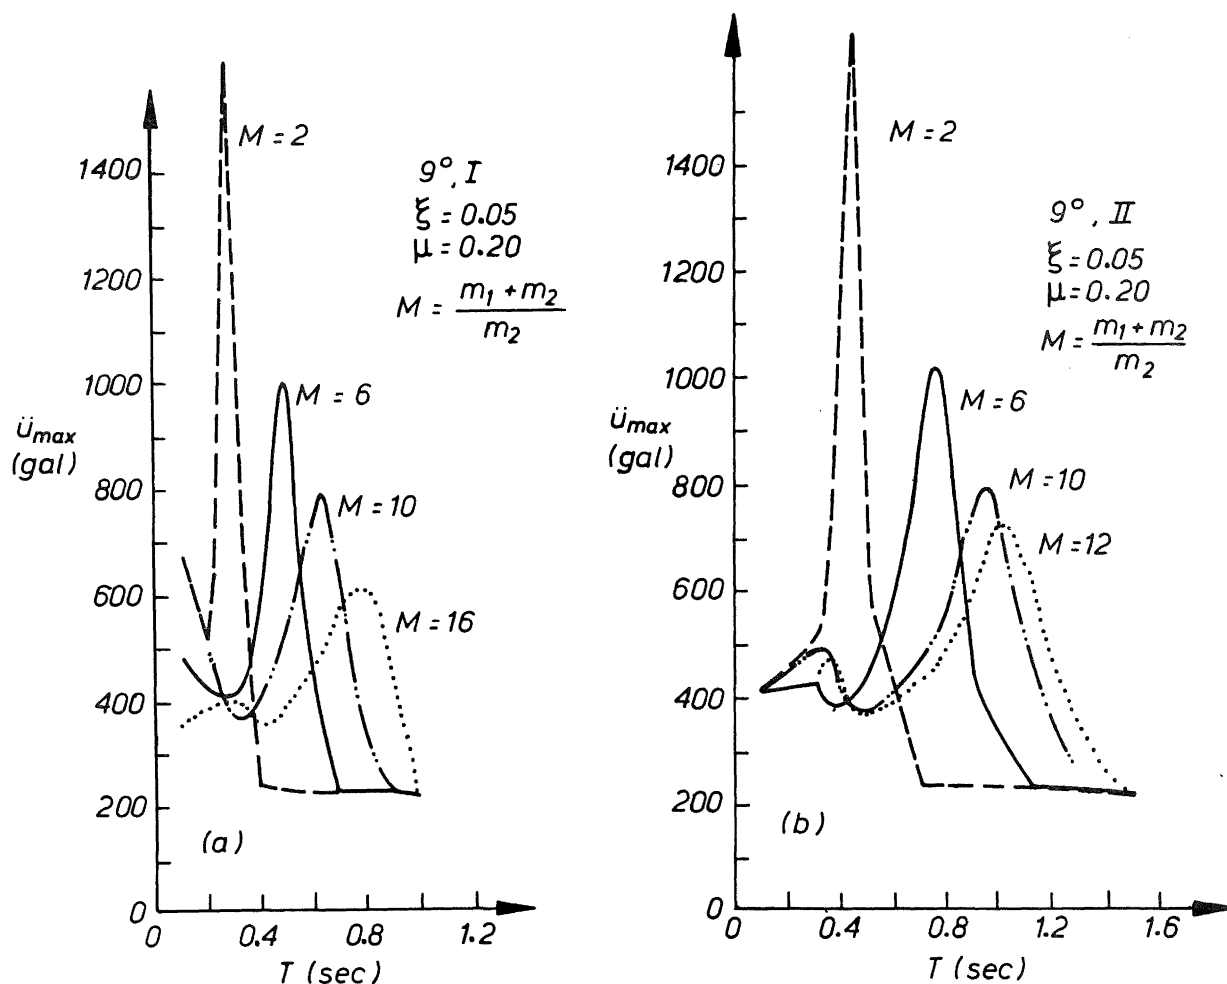 1400
1200
1000
800
600
400
200
0
ü max
(gal)
M = 2
9°, I
ξ = 0.05
μ = 0.20
M = (m₁ + m₂) / m₂
M = 6
M = 10
M = 16
(a)
0 0.4 0.8 1.2
T (sec)
1400
1200
1000
800
600
400
200
0
ü max
(gal)
M = 2
9°, II
ξ = 0.05
μ = 0.20
M = (m₁ + m₂) / m₂
M = 6
M = 10
M = 12
(b)
0 0.4 0.8 1.2 1.6
T (sec)